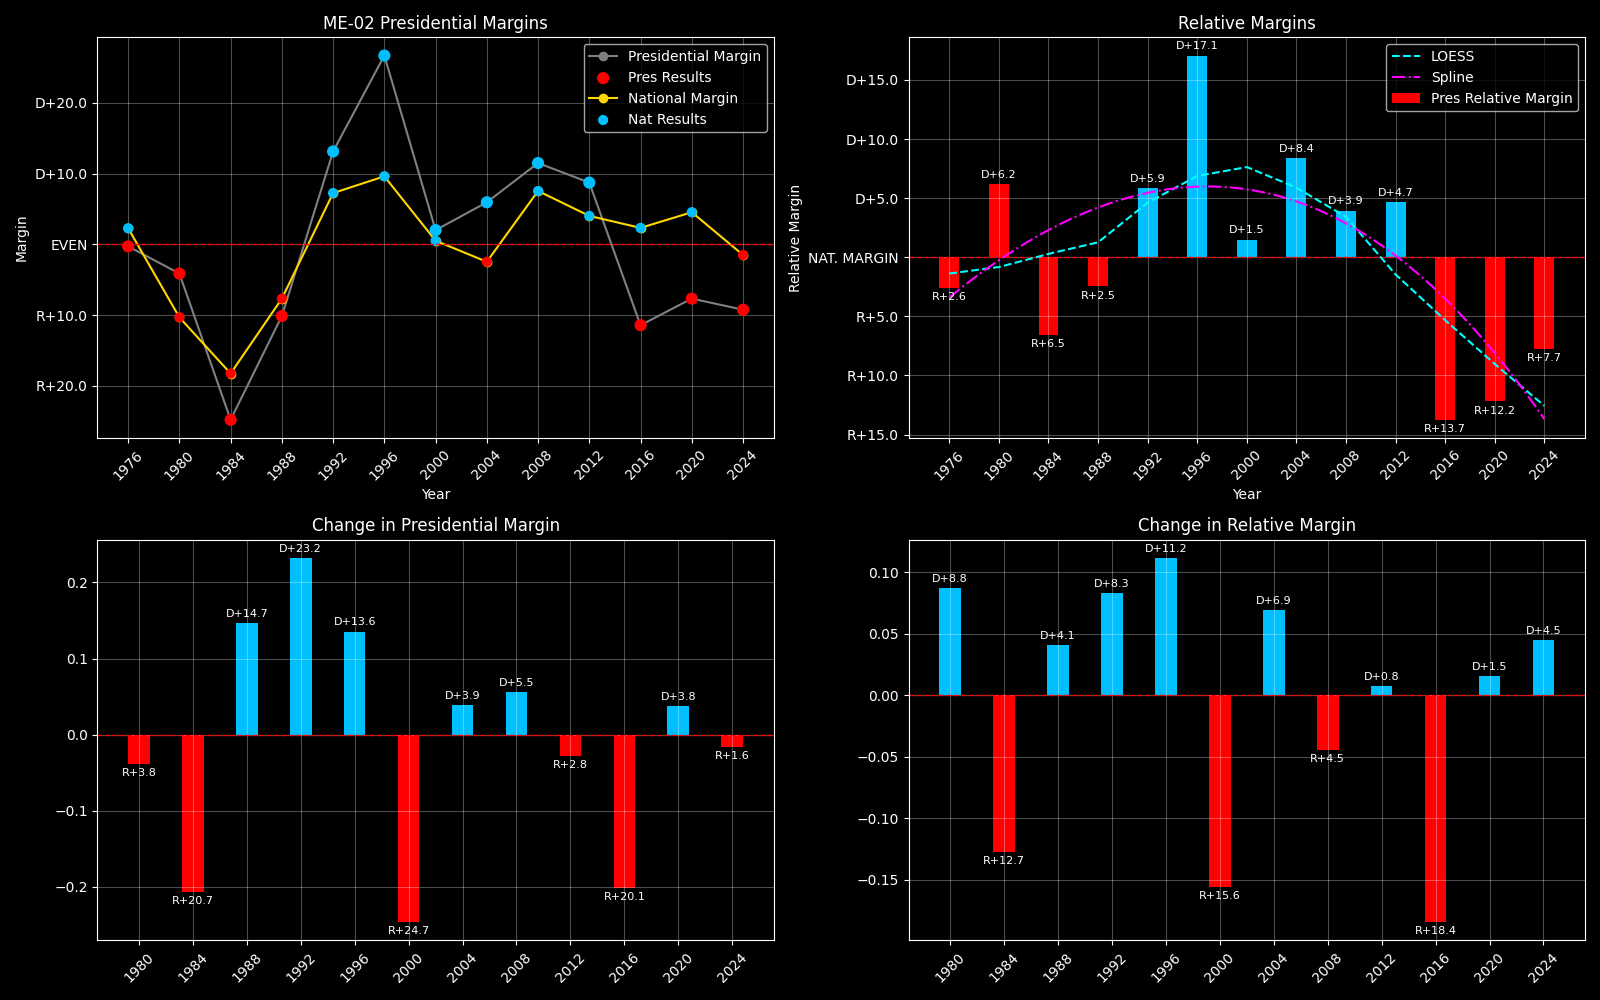 ME-02 Presidential Margins
Presidential Margin
Pres Results
National Margin
Nat Results
D+20.0
D+10.0
EVEN
R+10.0
R+20.0
Margin
1976
1980
1984
1988
1992
1996
2000
2004
2008
2012
2016
2020
2024
Year
Relative Margins
LOESS
Spline
Pres Relative Margin
D+15.0
D+10.0
D+5.0
NAT. MARGIN
R+5.0
R+10.0
R+15.0
Relative Margin
R+2.6
D+6.2
R+6.5
R+2.5
D+5.9
D+17.1
D+1.5
D+8.4
D+3.9
D+4.7
R+13.7
R+12.2
R+7.7
1976
1980
1984
1988
1992
1996
2000
2004
2008
2012
2016
2020
2024
Year
Change in Presidential Margin
0.2
0.1
0.0
−0.1
−0.2
R+3.8
R+20.7
D+14.7
D+23.2
D+13.6
R+24.7
D+3.9
D+5.5
R+2.8
R+20.1
D+3.8
R+1.6
1980
1984
1988
1992
1996
2000
2004
2008
2012
2016
2020
2024
Change in Relative Margin
0.10
0.05
0.00
−0.05
−0.10
−0.15
D+8.8
R+12.7
D+4.1
D+8.3
D+11.2
R+15.6
D+6.9
R+4.5
D+0.8
R+18.4
D+1.5
D+4.5
1980
1984
1988
1992
1996
2000
2004
2008
2012
2016
2020
2024